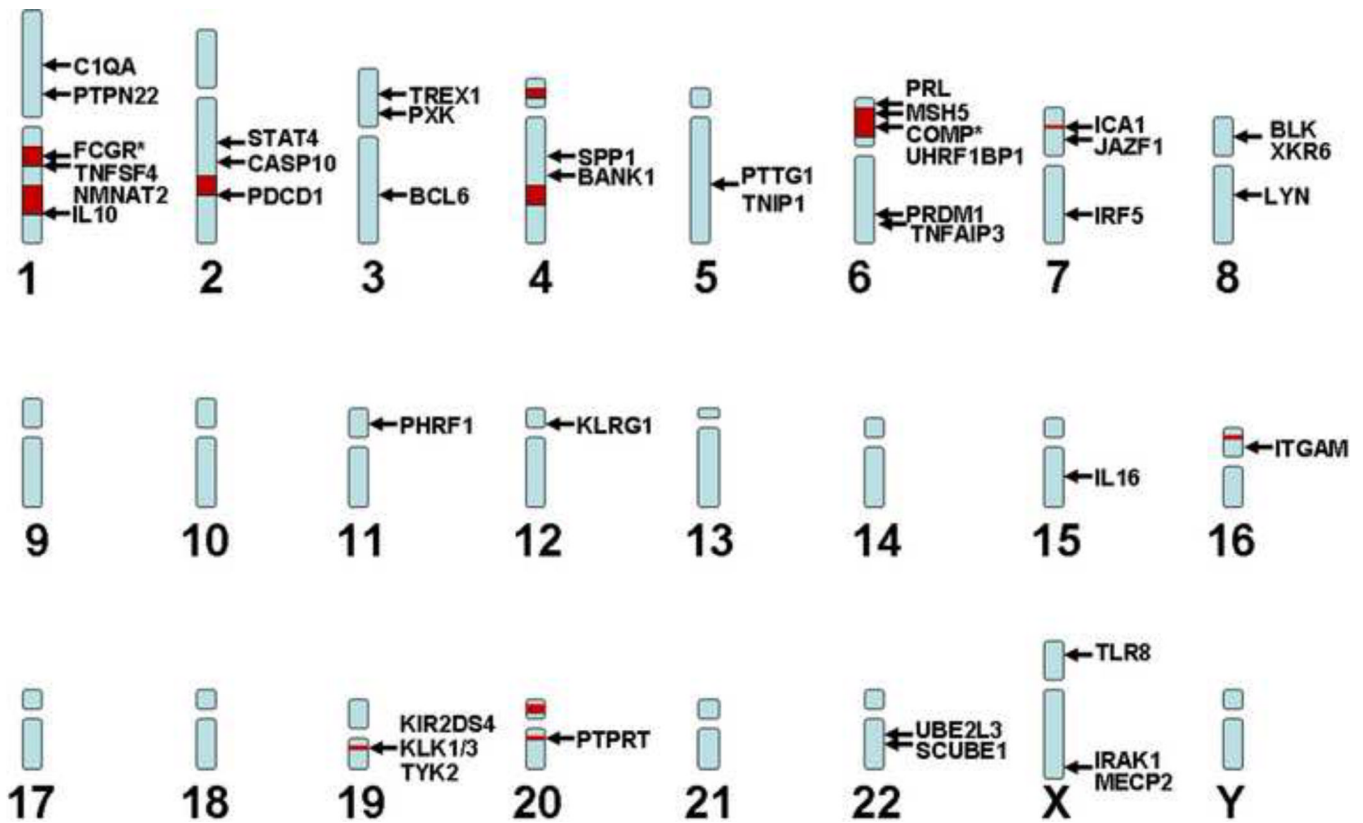 C1QA
PTPN22
FCGR*
TNFSF4
NMNAT2
IL10
1
STAT4
CASP10
PDCD1
2
TREX1
PXK
BCL6
3
SPP1
BANK1
4
PTTG1
TNIP1
5
PRL
MSH5
COMP*
UHRF1BP1
PRDM1
TNFAIP3
6
ICA1
JAZF1
IRF5
7
BLK
XKR6
LYN
8
9
10
PHRF1
11
KLRG1
12
13
14
IL16
15
ITGAM
16
17
18
KIR2DS4
KLK1/3
TYK2
19
PTPRT
20
21
UBE2L3
SCUBE1
22
TLR8
IRAK1
MECP2
X
Y